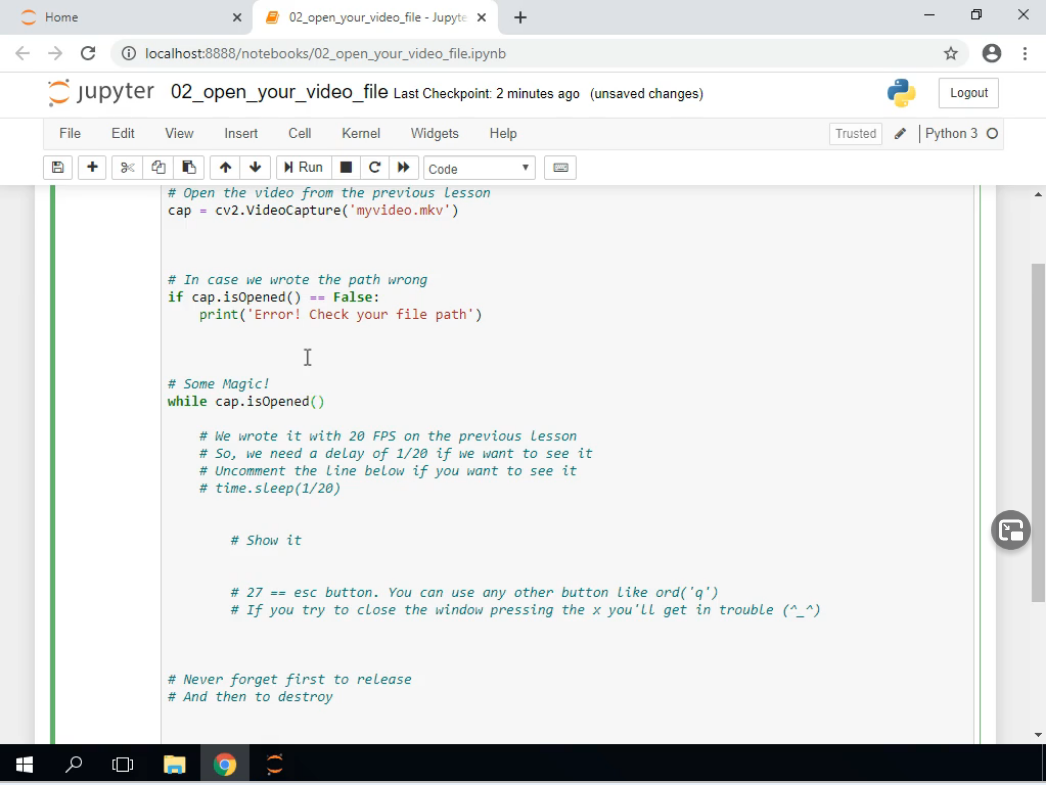 Home
02_open_your_video_file - Jupyte
localhost:8888/notebooks/02_open_your_video_file.ipynb
jupyter 02_open_your_video_file Last Checkpoint: 2 minutes ago (unsaved changes)
Logout
File Edit View Insert Cell Kernel Widgets Help
Trusted
Python 3
Run
Code
# Open the video from the previous lesson
cap = cv2.VideoCapture('myvideo.mkv')
# In case we wrote the path wrong
if cap.isOpened() == False:
print('Error! Check your file path')
# Some Magic!
while cap.isOpened()
# We wrote it with 20 FPS on the previous lesson
# So, we need a delay of 1/20 if we want to see it
# Uncomment the line below if you want to see it
# time.sleep(1/20)
# Show it
# 27 == esc button. You can use any other button like ord('q')
# If you try to close the window pressing the x you'll get in trouble (^_^)
# Never forget first to release
# And then to destroy